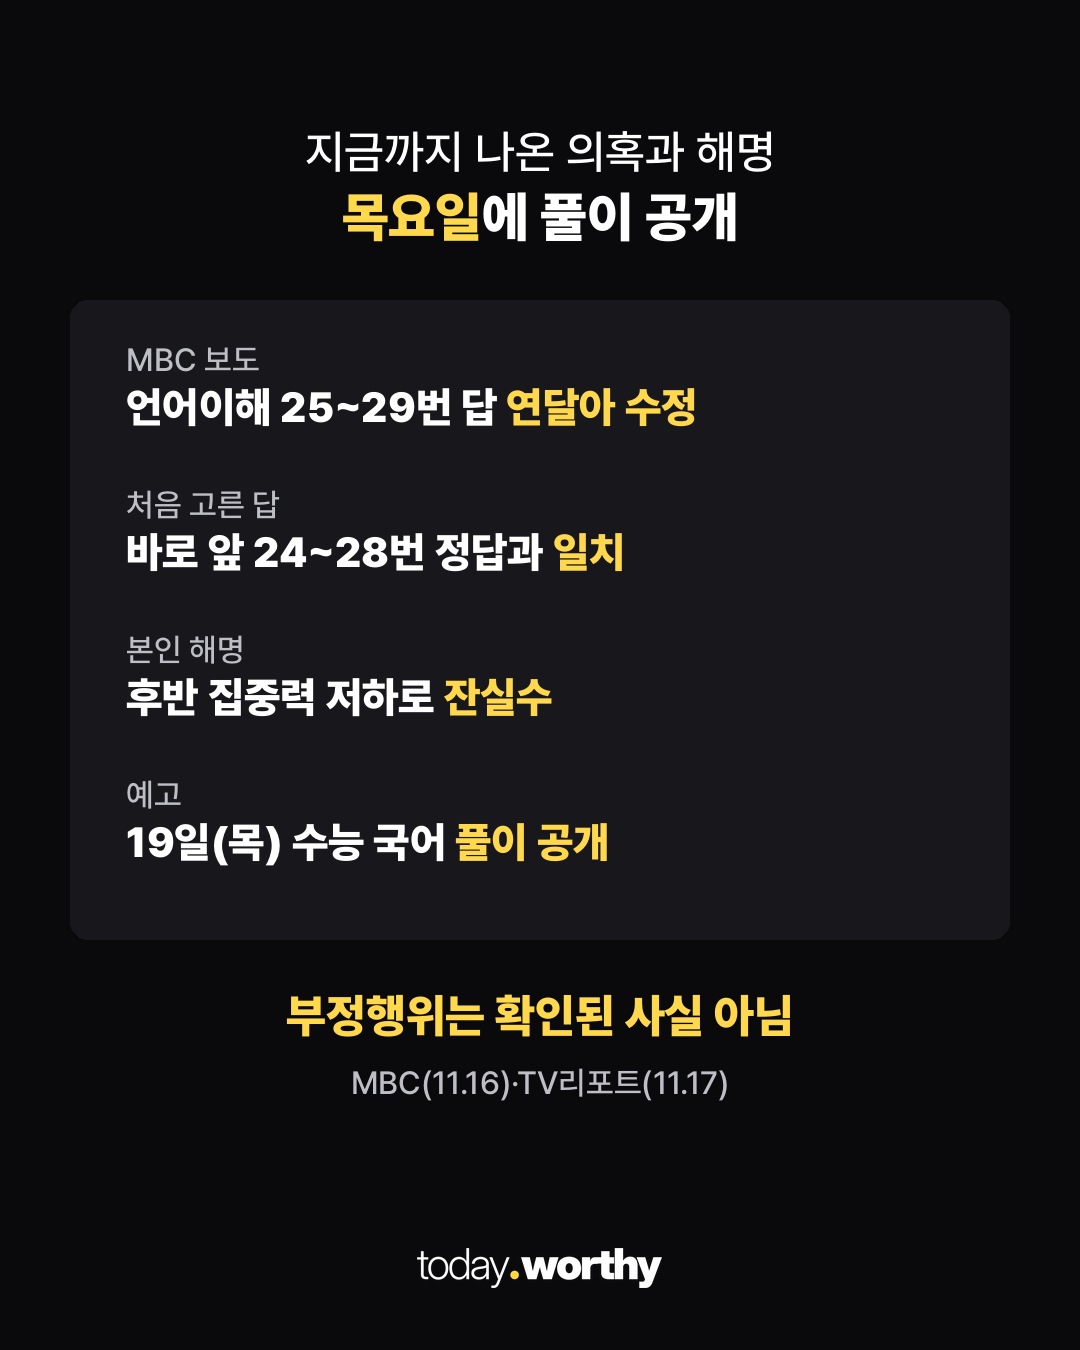 지금까지 나온 의혹과 해명
목요일에 풀이 공개
MBC 보도
언어이해 25~29번 답 연달아 수정
처음 고른 답
바로 앞 24~28번 정답과 일치
본인 해명
후반 집중력 저하로 잔실수
예고
19일(목) 수능 국어 풀이 공개
부정행위는 확인된 사실 아님
MBC(11.16)·TV리포트(11.17)
today.worthy